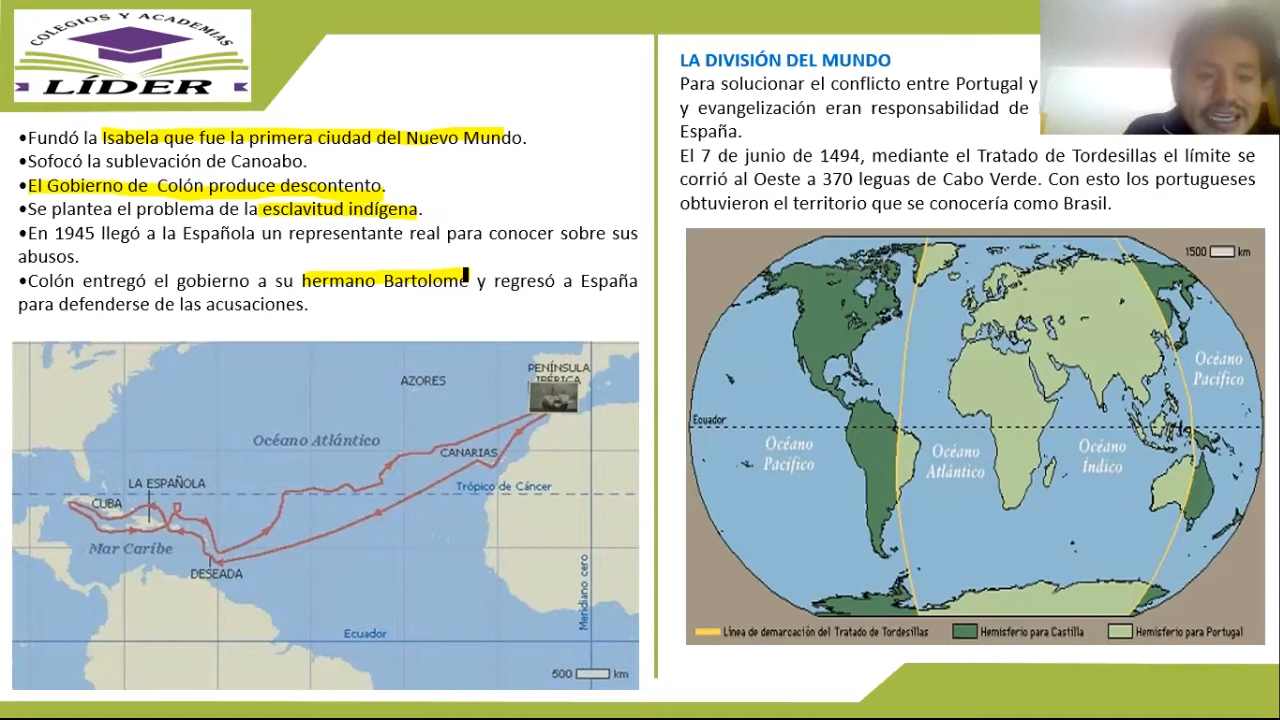 COLEGIOS Y ACADEMIAS
LÍDER
•Fundó la Isabela que fue la primera ciudad del Nuevo Mundo.
•Sofocó la sublevación de Canoabo.
•El Gobierno de Colón produce descontento.
•Se plantea el problema de la esclavitud indígena.
•En 1945 llegó a la Española un representante real para conocer sobre sus
abusos.
•Colón entregó el gobierno a su hermano Bartolomé y regresó a España
para defenderse de las acusaciones.
PENÍNSULA
IBÉRICA
AZORES
Océano Atlántico
CANARIAS
LA ESPAÑOLA
Trópico de Cáncer
CUBA
Mar Caribe
DESEADA
Meridiano cero
Ecuador
500 km
LA DIVISIÓN DEL MUNDO
Para solucionar el conflicto entre Portugal y
y evangelización eran responsabilidad de
España.
El 7 de junio de 1494, mediante el Tratado de Tordesillas el límite se
corrió al Oeste a 370 leguas de Cabo Verde. Con esto los portugueses
obtuvieron el territorio que se conocería como Brasil.
1500 km
Océano
Pacífico
Ecuador
Océano
Pacífico
Océano
Atlántico
Océano
Índico
Línea de demarcación del Tratado de Tordesillas
Hemisferio para Castilla
Hemisferio para Portugal